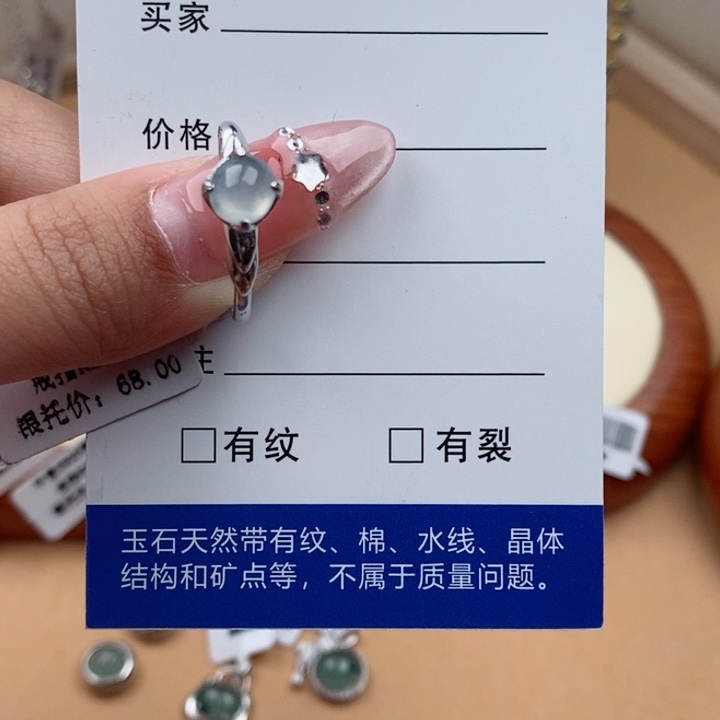 买家
价格
主
银托价：68.00
□有纹 □有裂
玉石天然带有纹、棉、水线、晶体
结构和矿点等，不属于质量问题。